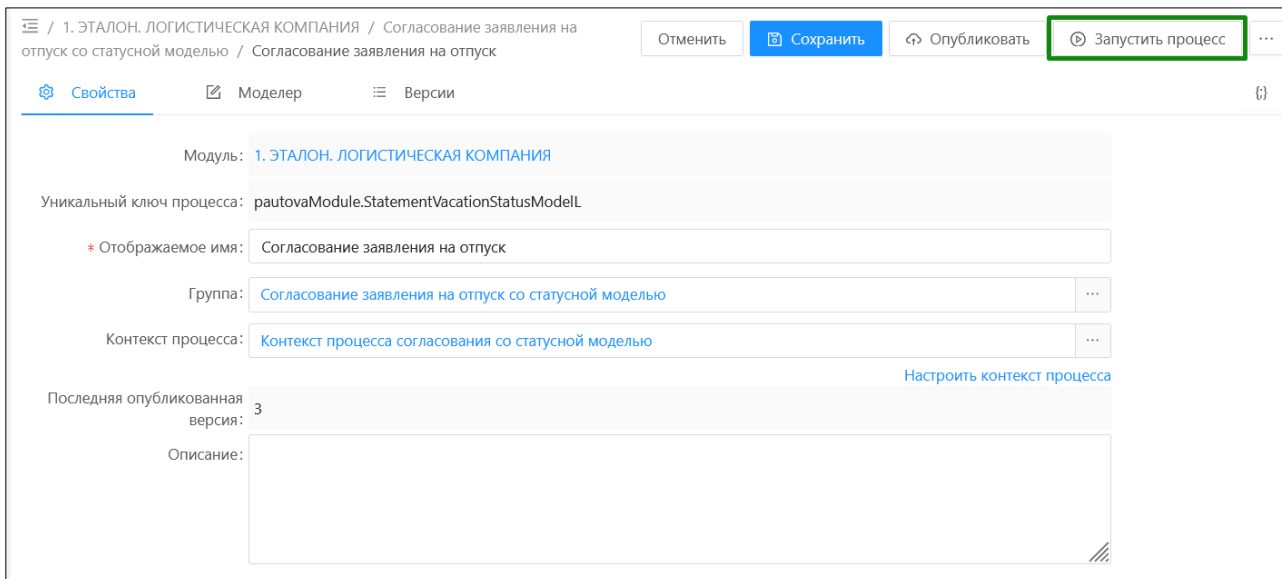 / 1. ЭТАЛОН. ЛОГИСТИЧЕСКАЯ КОМПАНИЯ / Согласование заявления на
отпуск со статусной моделью / Согласование заявления на отпуск
Отменить Сохранить Опубликовать Запустить процесс ...
Свойства Моделер Версии {;}
Модуль: 1. ЭТАЛОН. ЛОГИСТИЧЕСКАЯ КОМПАНИЯ
Уникальный ключ процесса: pautovaModule.StatementVacationStatusModelL
* Отображаемое имя: Согласование заявления на отпуск
Группа: Согласование заявления на отпуск со статусной моделью ...
Контекст процесса: Контекст процесса согласования со статусной моделью ...
Настроить контекст процесса
Последняя опубликованная
версия: 3
Описание: